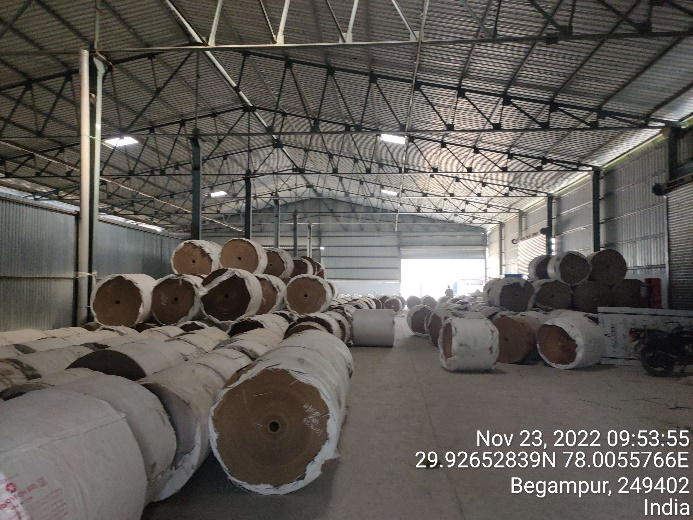 Nov 23, 2022 09:53:55
29.92652839N 78.0055766E
Begampur, 249402
India